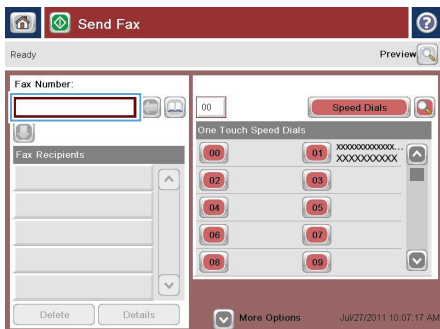 Send Fax
Ready
Preview
Fax Number:
00
Speed Dials
One Touch Speed Dials
Fax Recipients
00
01
XXXXXXXXXXXX...
XXXXXXXXXX
02
03
04
05
06
07
08
09
Delete
Details
More Options
Jul/27/2011 10:07:17 AM